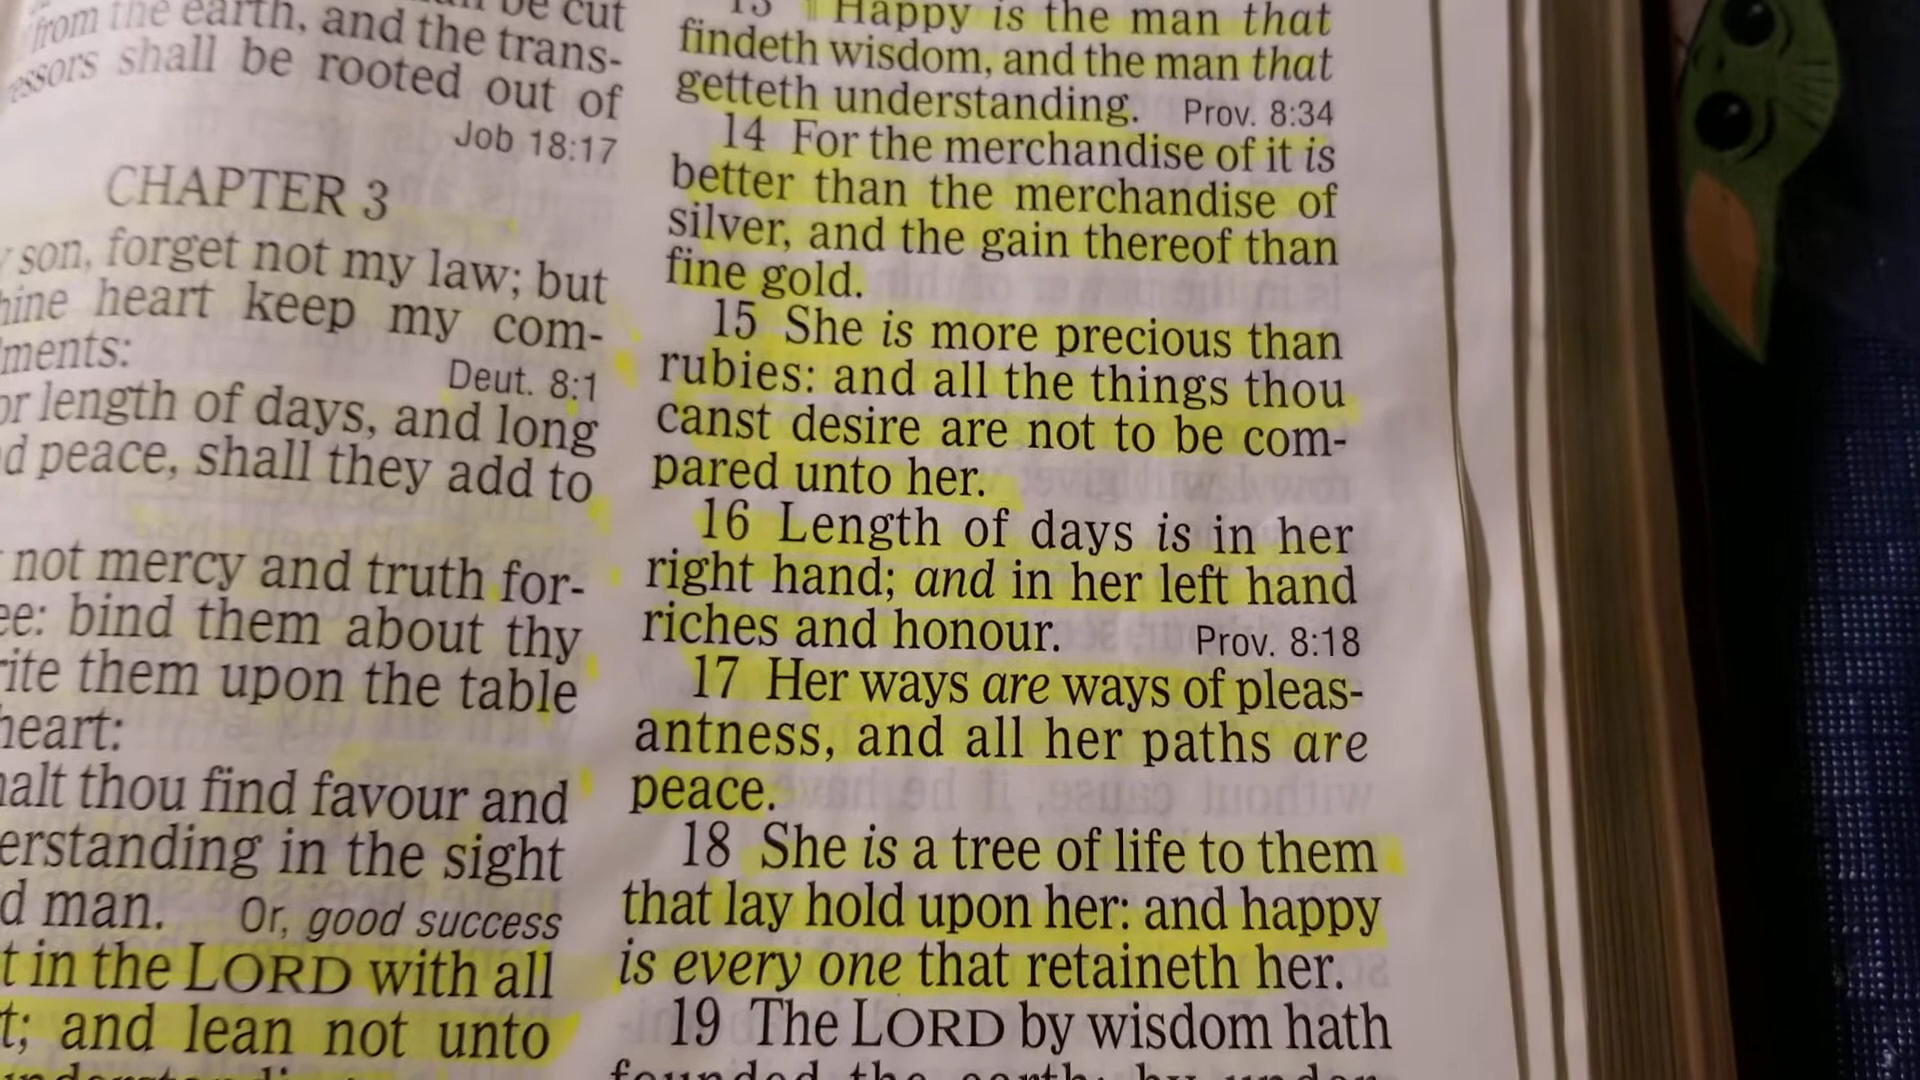 be cut
from the earth, and the trans-
shall be rooted out of
Job 18:17
CHAPTER 3
son, forget not my law; but
heart keep my com-
ments:
Deut. 8:1
length of days, and long
peace, shall they add to
not mercy and truth for-
bind them about thy
them upon the table
heart:
thou find favour and
erstanding in the sight
man. Or, good success
in the LORD with all
and lean not unto
13 Happy is the man that
findeth wisdom, and the man that
getteth understanding. Prov. 8:34
14 For the merchandise of it is
better than the merchandise of
silver, and the gain thereof than
fine gold.
15 She is more precious than
rubies: and all the things thou
canst desire are not to be com-
pared unto her.
16 Length of days is in her
right hand; and in her left hand
riches and honour. Prov. 8:18
17 Her ways are ways of pleas-
antness, and all her paths are
peace.
18 She is a tree of life to them
that lay hold upon her: and happy
is every one that retaineth her.
19 The LORD by wisdom hath
founded the earth; by under-